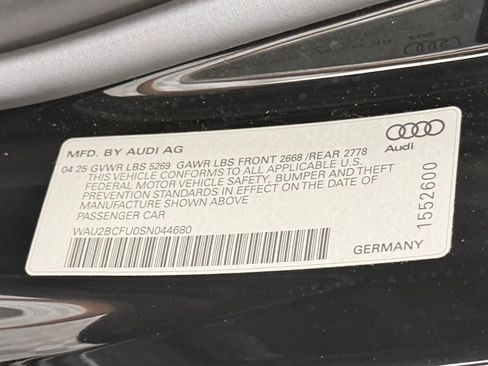 MFD. BY AUDI AG
04 25 GVWR LBS 5269 GAWR LBS FRONT 2668 /REAR 2778
THIS VEHICLE CONFORMS TO ALL APPLICABLE U.S.
FEDERAL MOTOR VEHICLE SAFETY, BUMPER AND THEFT
PREVENTION STANDARDS IN EFFECT ON THE DATE OF
MANUFACTURE SHOWN ABOVE
PASSENGER CAR
WAU2BCFU0SN044680
Audi
1552600
GERMANY